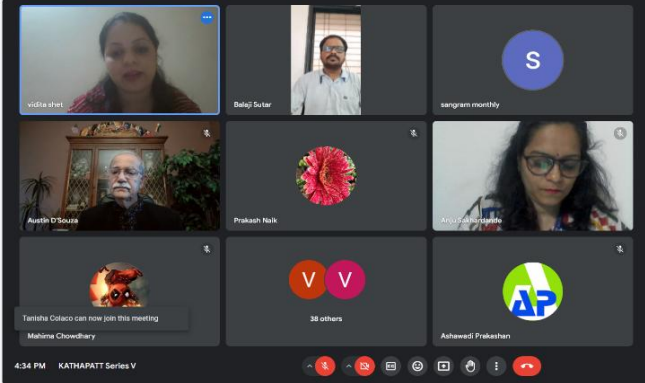 vidita shet
Balaji Sutar
S
sangram monthly
Austin D'Souza
Prakash Naik
Anju Sakhardande
Tanisha Colaco can now join this meeting
Mahima Chowdhary
V V
38 others
AP
Ashawadi Prakashan
4:34 PM KATHAPATT Series V